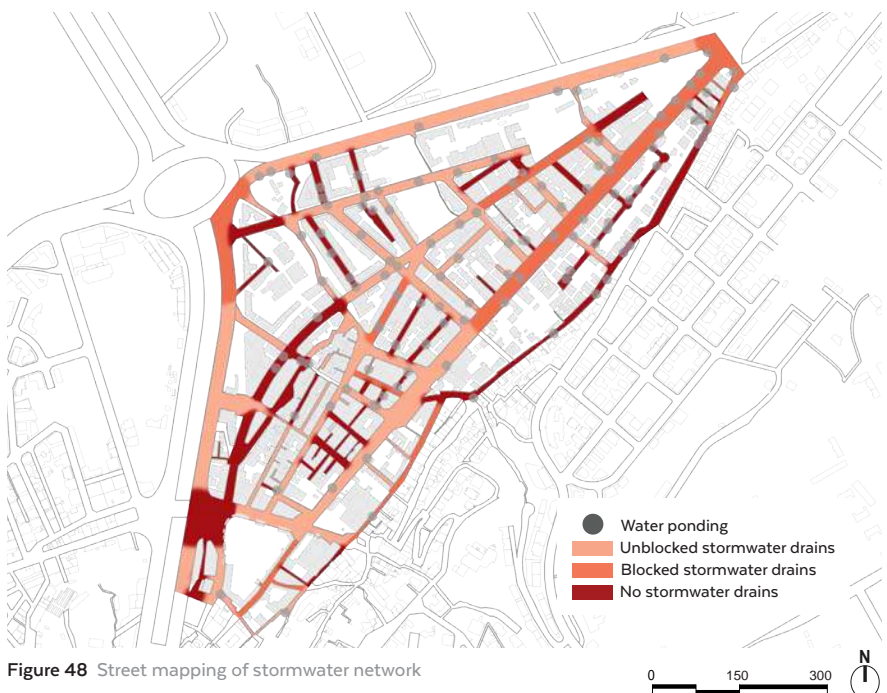 Water ponding
Unblocked stormwater drains
Blocked stormwater drains
No stormwater drains
Figure 48 Street mapping of stormwater network
0 150 300
N